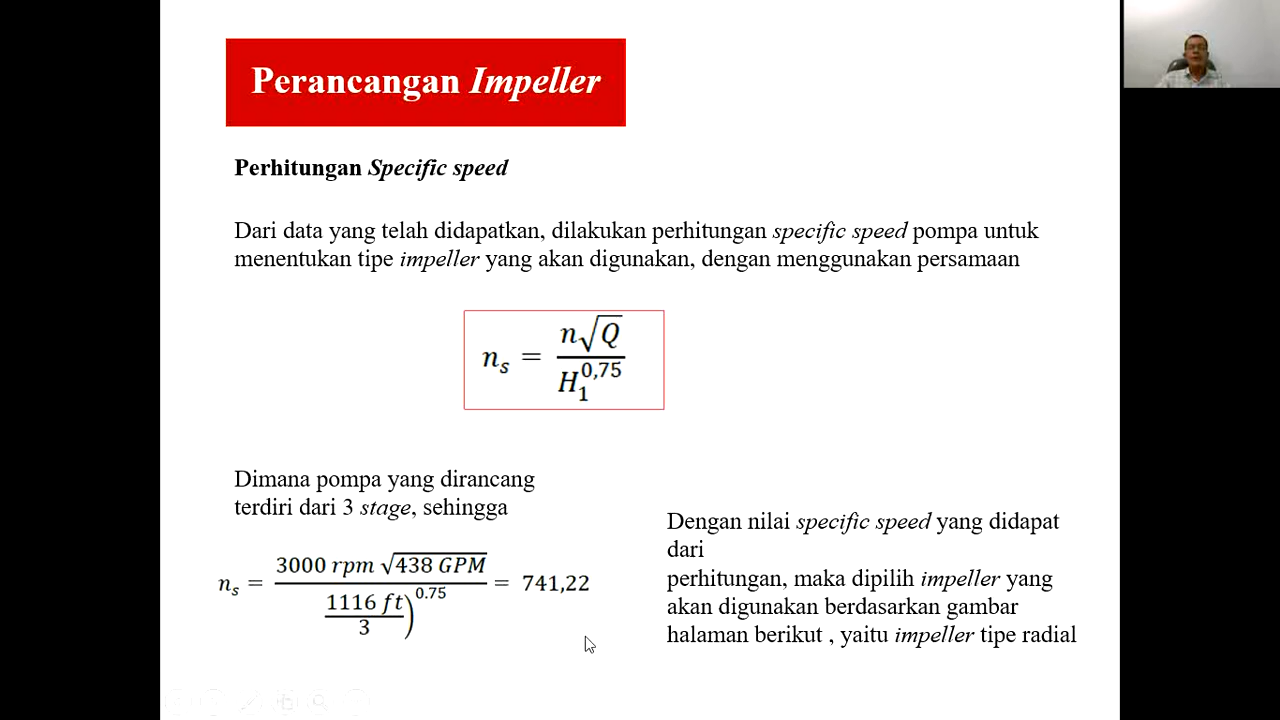 Perancangan Impeller
Perhitungan Specific speed
Dari data yang telah didapatkan, dilakukan perhitungan specific speed pompa untuk
menentukan tipe impeller yang akan digunakan, dengan menggunakan persamaan
n_s = n√Q / H_1^0,75
Dimana pompa yang dirancang
terdiri dari 3 stage, sehingga
n_s = 3000 rpm √438 GPM / (1116 ft / 3)^0.75 = 741,22
Dengan nilai specific speed yang didapat
dari
perhitungan, maka dipilih impeller yang
akan digunakan berdasarkan gambar
halaman berikut , yaitu impeller tipe radial